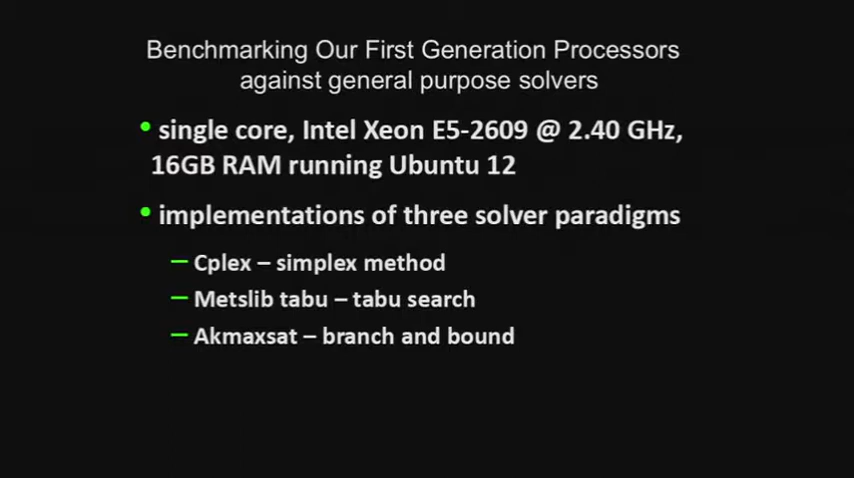 Benchmarking Our First Generation Processors
against general purpose solvers
• single core, Intel Xeon E5-2609 @ 2.40 GHz,
16GB RAM running Ubuntu 12
• implementations of three solver paradigms
– Cplex – simplex method
– Metslib tabu – tabu search
– Akmaxsat – branch and bound